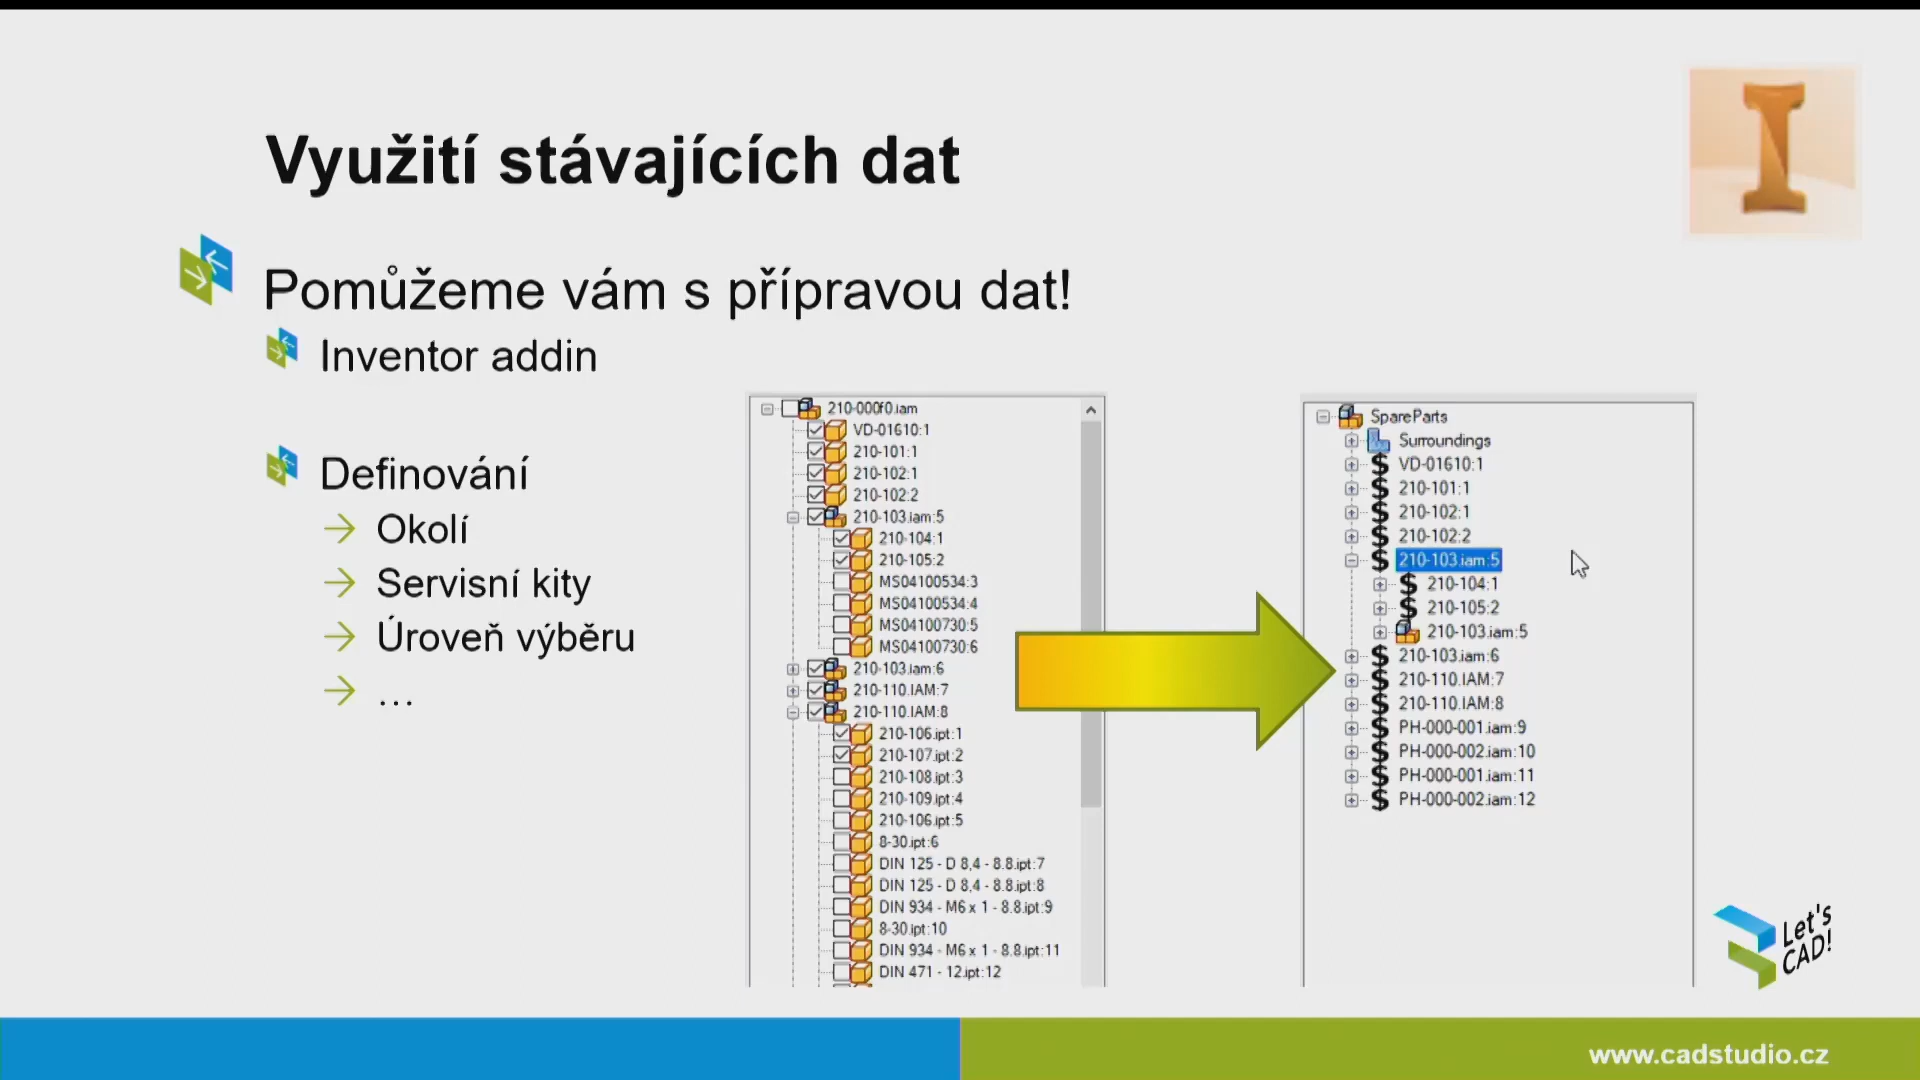 Využití stávajících dat
Pomůžeme vám s přípravou dat!
Inventor addin
Definování
Okolí
Servisní kity
Úroveň výběru
...
210-000f0.iam
VD-01610:1
210-101:1
210-102:1
210-102:2
210-103.iam:5
210-104:1
210-105:2
MS04100534:3
MS04100534:4
MS04100730:5
MS04100730:6
210-103.iam:6
210-110.IAM:7
210-110.IAM:8
210-106.ipt:1
210-107.ipt:2
210-108.ipt:3
210-109.ipt:4
210-106.ipt:5
8-30.ipt:6
DIN 125 - D 8,4 - 8.8.ipt:7
DIN 125 - D 8,4 - 8.8.ipt:8
DIN 934 - M6 x 1 - 8.8.ipt:9
8-30.ipt:10
DIN 934 - M6 x 1 - 8.8.ipt:11
DIN 471 - 12.ipt:12
SpareParts
Surroundings
VD-01610:1
210-101:1
210-102:1
210-102:2
210-103.iam:5
210-104:1
210-105:2
210-103.iam:5
210-103.iam:6
210-110.IAM:7
210-110.IAM:8
PH-000-001.iam:9
PH-000-002.iam:10
PH-000-001.iam:11
PH-000-002.iam:12
Let's
CAD!
www.cadstudio.cz